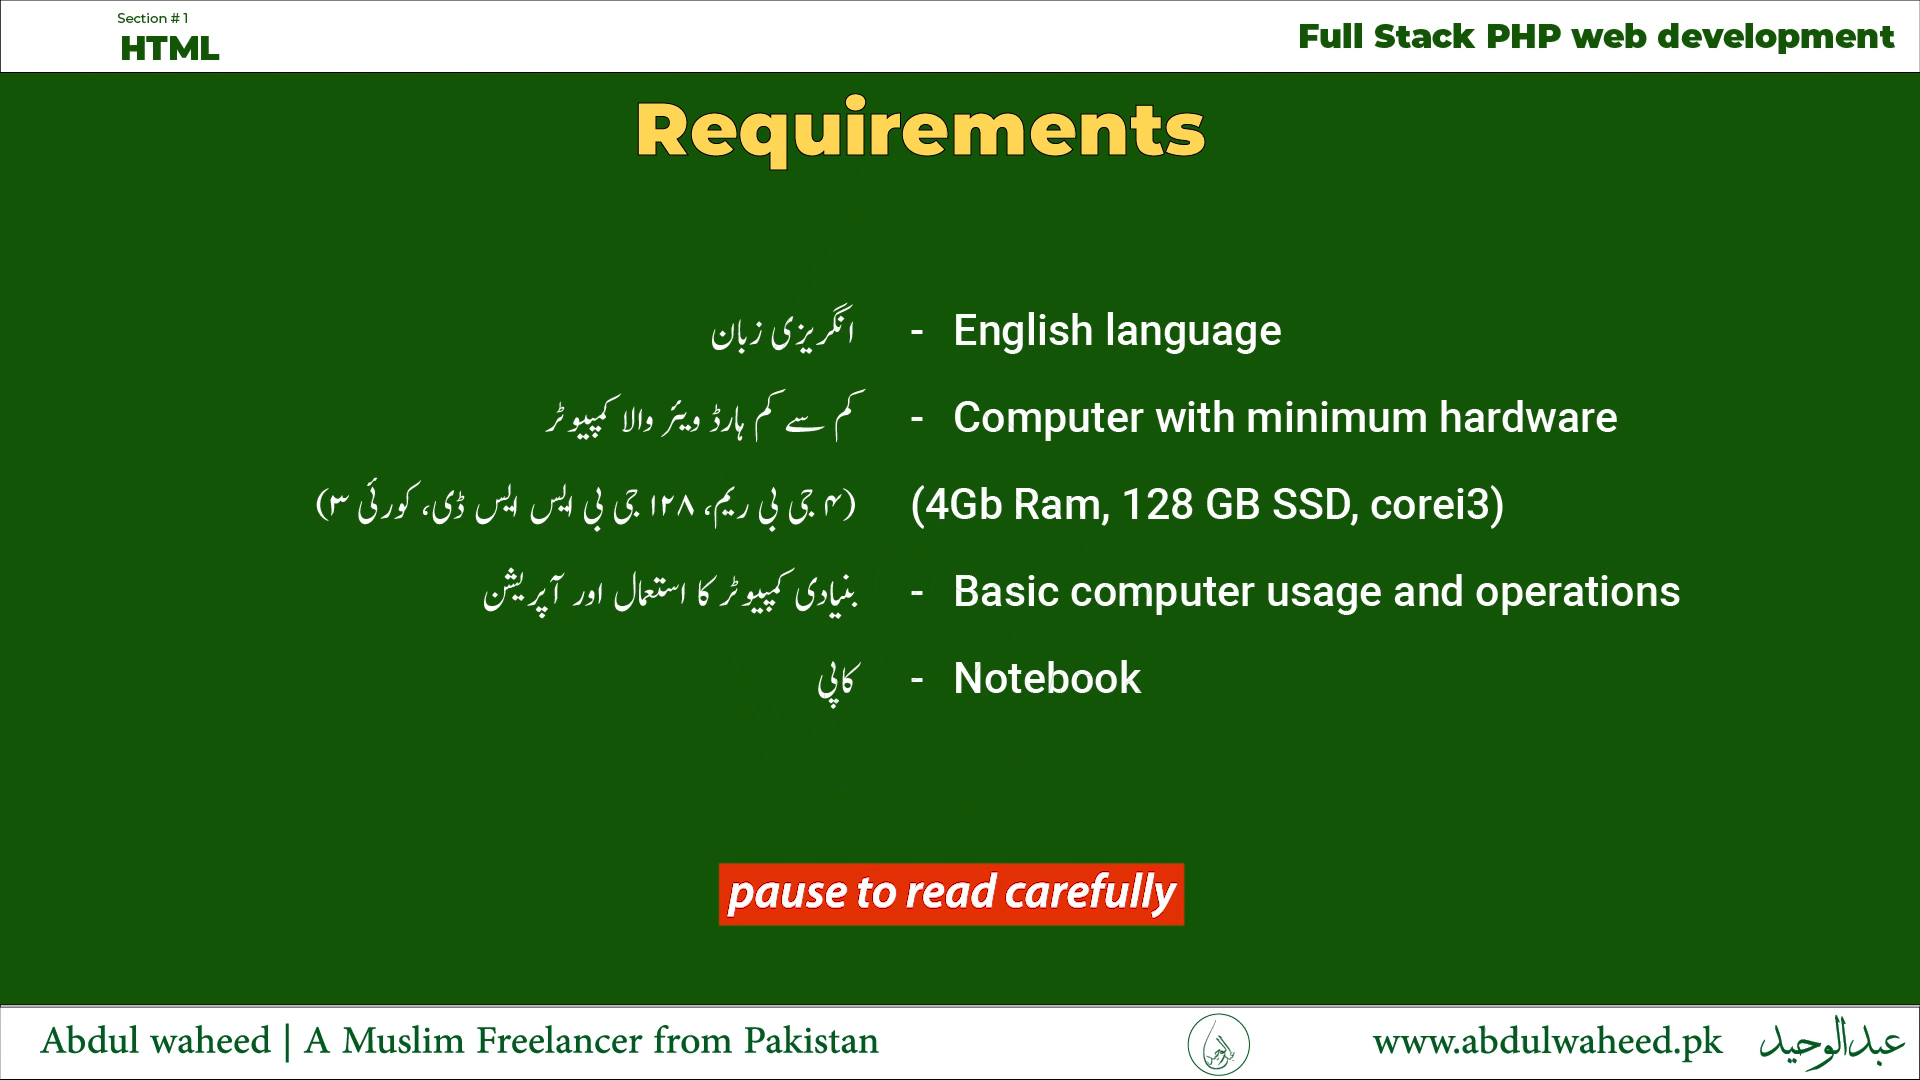 Section # 1
HTML
Full Stack PHP web development
Requirements
انگریزی زبان - English language
کم سے کم ہارڈ ویئر والا کمپیوٹر - Computer with minimum hardware
(۴ جی بی ریم، ۱۲۸ جی بی ایس ایس ڈی، کورئی ۳) (4Gb Ram, 128 GB SSD, corei3)
بنیادی کمپیوٹر کا استعمال اور آپریشن - Basic computer usage and operations
کاپی - Notebook
pause to read carefully
Abdul waheed | A Muslim Freelancer from Pakistan
www.abdulwaheed.pk
عبدالوحید